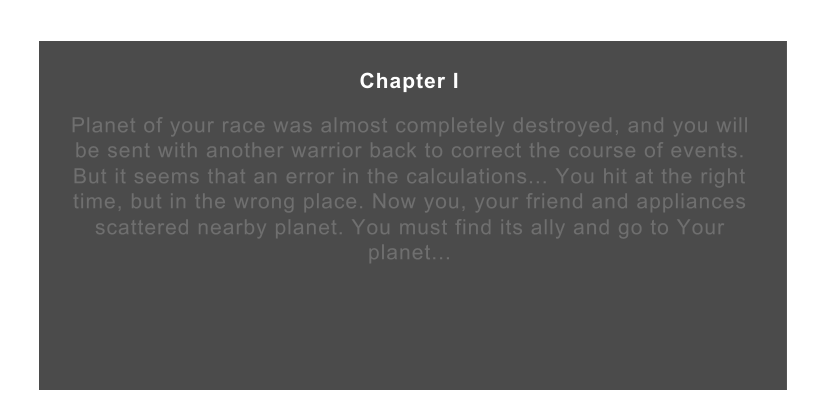 Chapter I
Planet of your race was almost completely destroyed, and you will
be sent with another warrior back to correct the course of events.
But it seems that an error in the calculations... You hit at the right
time, but in the wrong place. Now you, your friend and appliances
scattered nearby planet. You must find its ally and go to Your
planet...